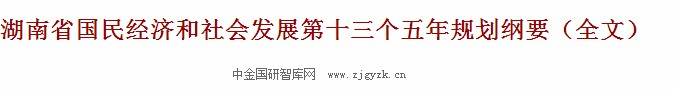 湖南省国民经济和社会发展第十三个五年规划纲要（全文）
中金国研智库网 www.zjgyzk.cn